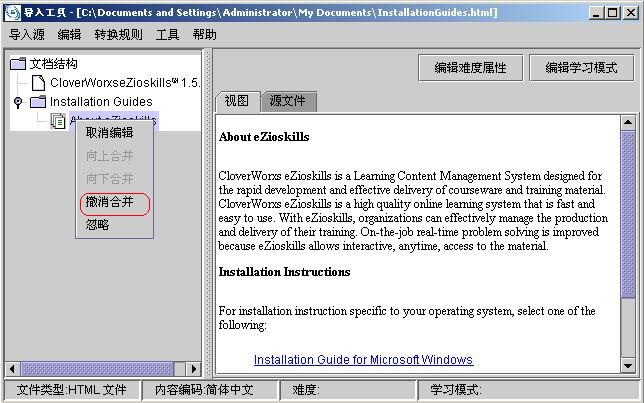 导入工具 - [C:\Documents and Settings\Administrator\My Documents\InstallationGuides.html]
导入源 编辑 转换规则 工具 帮助
文档结构
CloverWorxseZioskills℠ 1.5.
Installation Guides
About eZioskills
取消编辑
向上合并
向下合并
撤消合并
忽略
编辑难度属性 编辑学习模式
视图 源文件
About eZioskills
CloverWorxs eZioskills is a Learning Content Management System designed for
the rapid development and effective delivery of courseware and training material.
CloverWorxs eZioskills is a high quality online learning system that is fast and
easy to use. With eZioskills, organizations can effectively manage the production
and delivery of their training. On-the-job real-time problem solving is improved
because eZioskills allows interactive, anytime, access to the material.
Installation Instructions
For installation instruction specific to your operating system, select one of the
following:
Installation Guide for Microsoft Windows
文件类型:HTML 文件 内容编码:简体中文 难度: 学习模式: